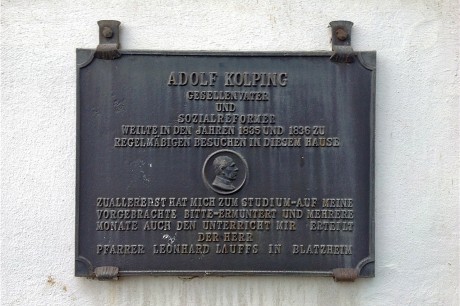 ADOLF KOLPING
GESELLENVATER
UND
SOZIALREFORMER
WEILTE IN DEN JAHREN 1835 UND 1836 ZU
REGELMÄßIGEN BESUCHEN IN DIESEM HAUSE
ZUALLERERST HAT MICH ZUM STUDIUM-AUF MEINE
VORGEBRACHTE BITTE-ERMUNTERT UND MEHRERE
MONATE AUCH DEN UNTERRICHT MIR ERTEILT
DER HERR
PFARRER LEONHARD LAUFFS IN BLATZHEIM